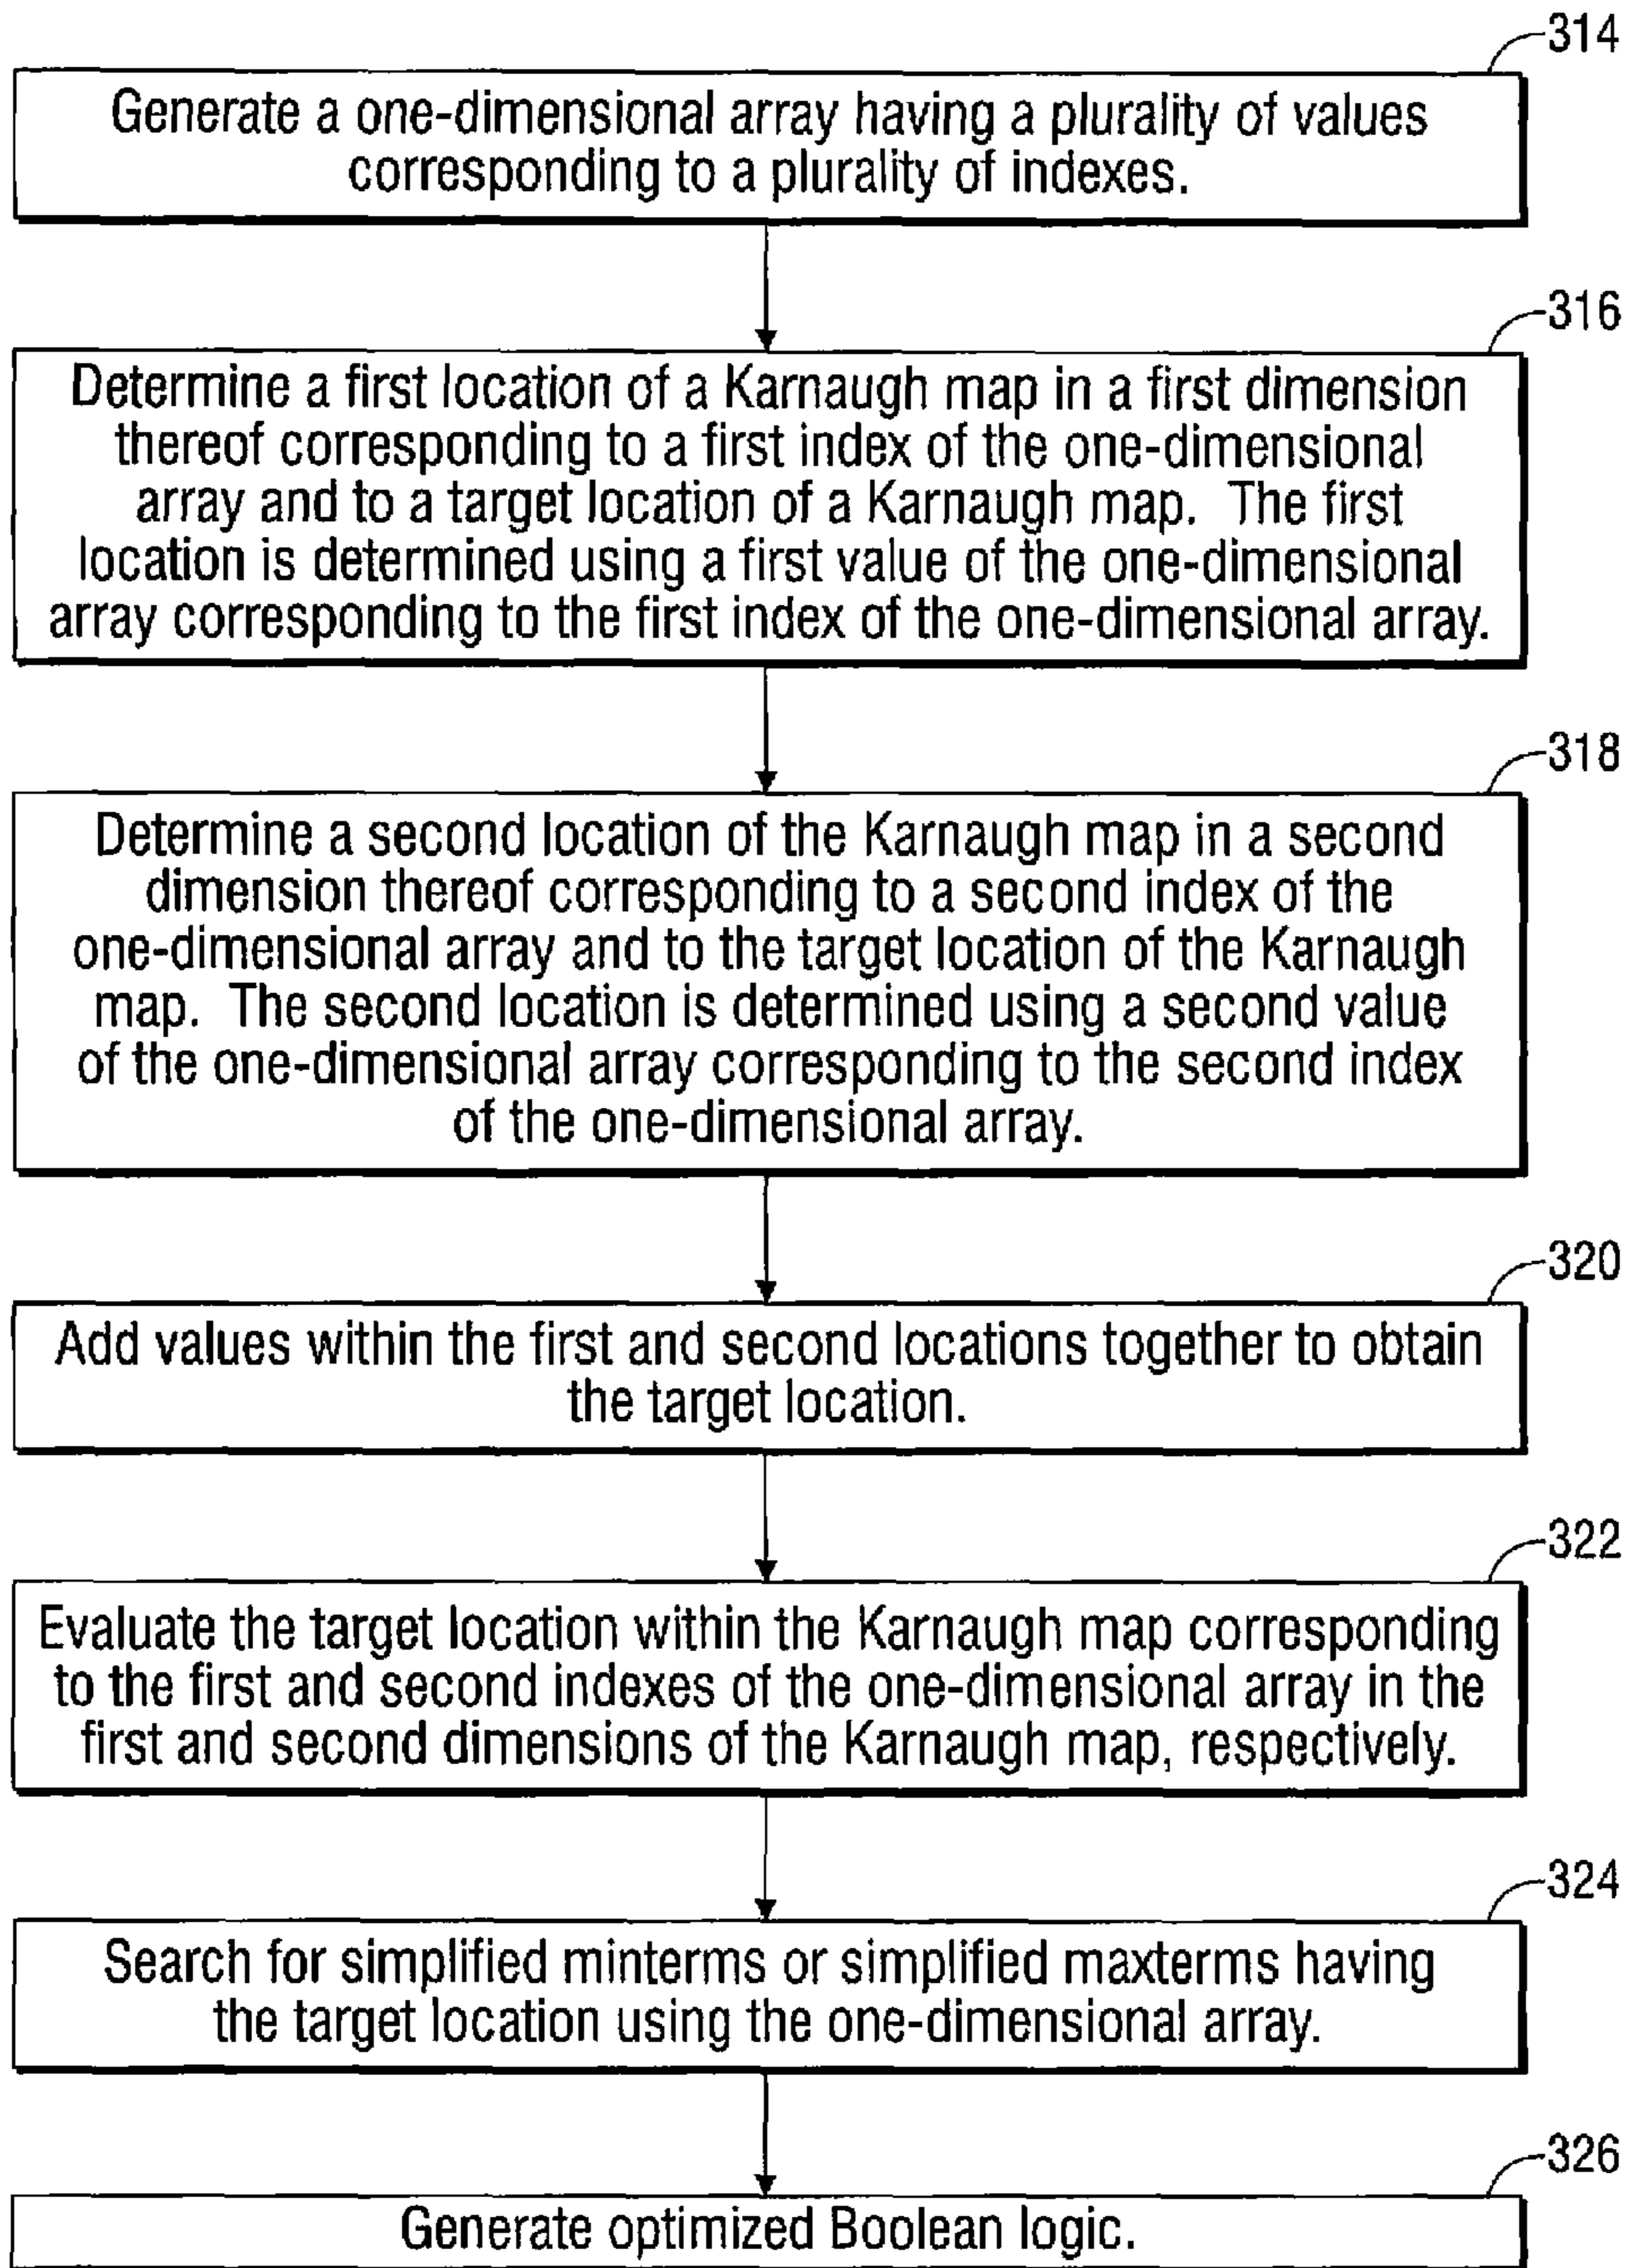 314
Generate a one-dimensional array having a plurality of values
corresponding to a plurality of indexes.
316
Determine a first location of a Karnaugh map in a first dimension
thereof corresponding to a first index of the one-dimensional
array and to a target location of a Karnaugh map. The first
location is determined using a first value of the one-dimensional
array corresponding to the first index of the one-dimensional array.
318
Determine a second location of the Karnaugh map in a second
dimension thereof corresponding to a second index of the
one-dimensional array and to the target location of the Karnaugh
map. The second location is determined using a second value
of the one-dimensional array corresponding to the second index
of the one-dimensional array.
320
Add values within the first and second locations together to obtain
the target location.
322
Evaluate the target location within the Karnaugh map corresponding
to the first and second indexes of the one-dimensional array in the
first and second dimensions of the Karnaugh map, respectively.
324
Search for simplified minterms or simplified maxterms having
the target location using the one-dimensional array.
326
Generate optimized Boolean logic.